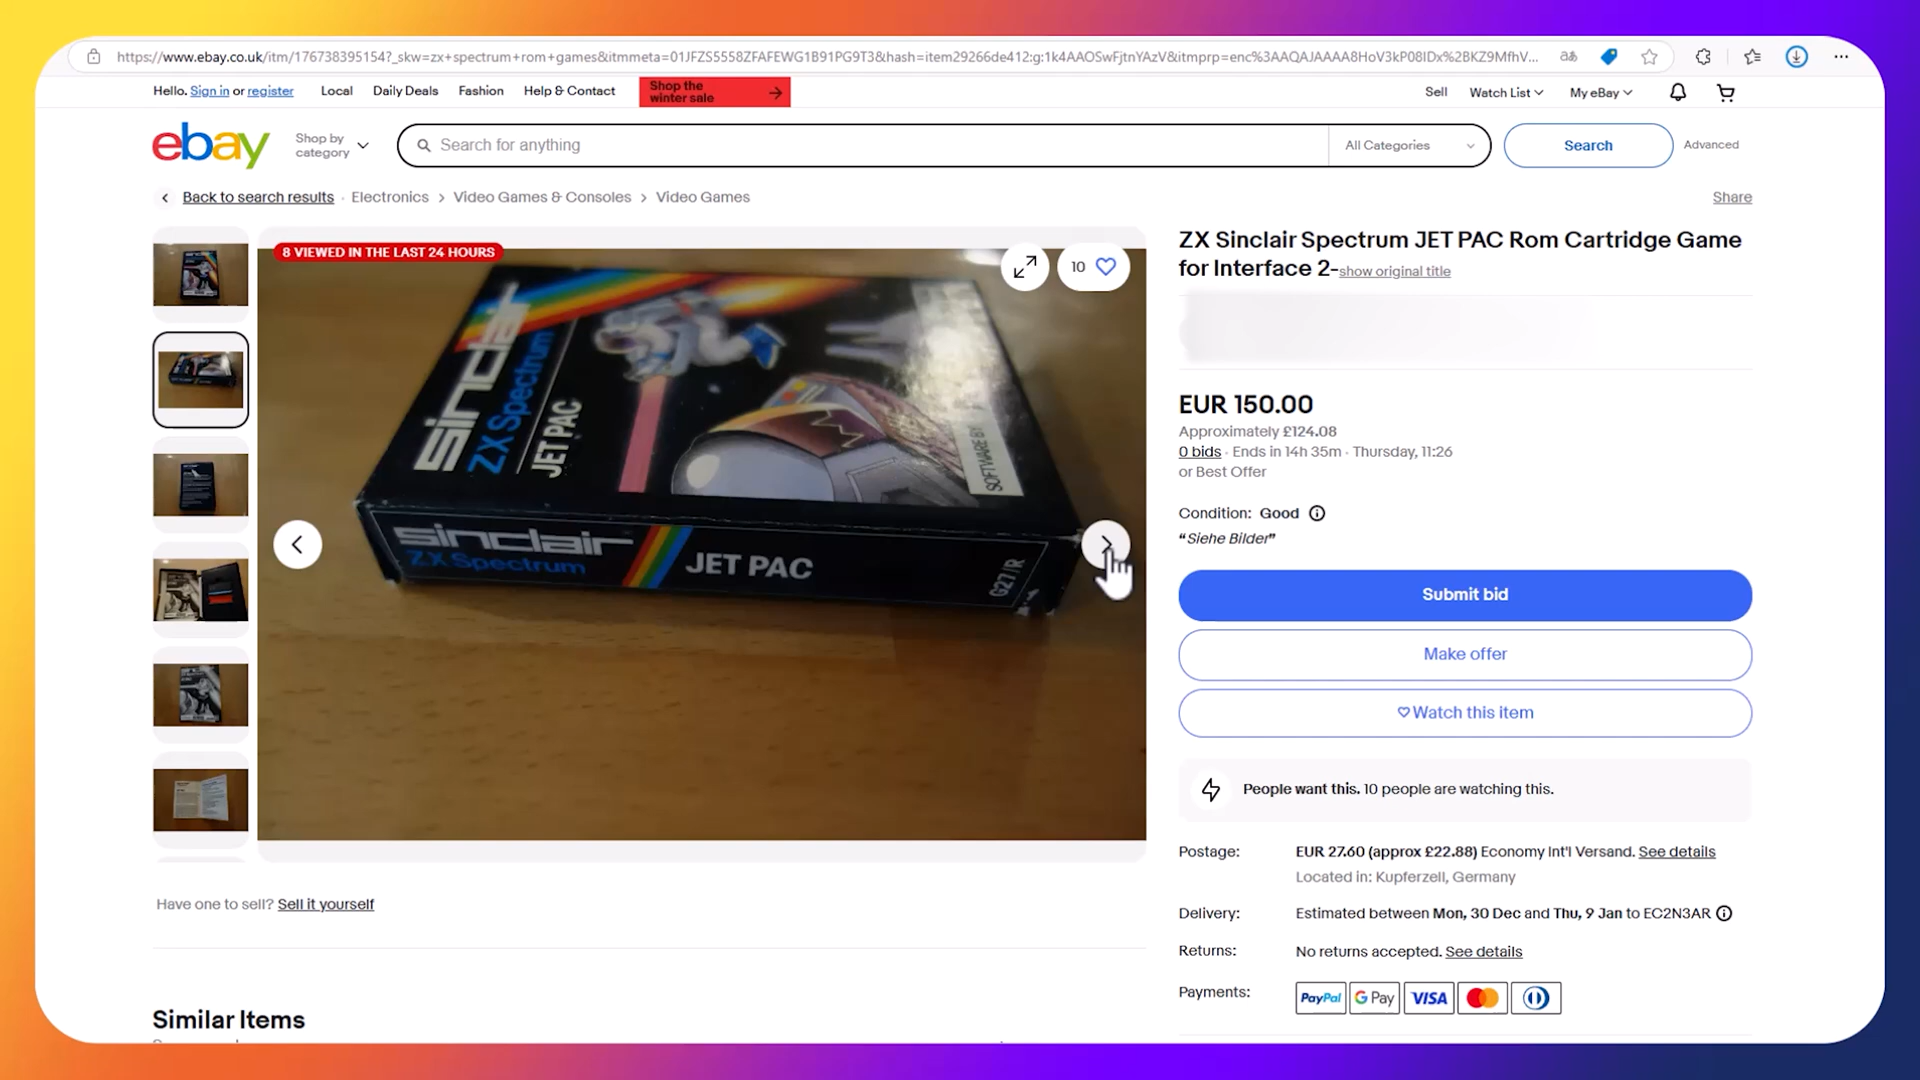 https://www.ebay.co.uk/itm/176738395154?_skw=zx+spectrum+rom+games&itmmeta=01JFZS5558ZFAFEWG1B91PG9T3&hash=item29266de412:g:1k4AAOSwFjtnYAzV&itmprp=enc%3AAQAJAAAA8HoV3kP08IDx%2BKZ9MfhV...
Hello. Sign in or register
Local
Daily Deals
Fashion
Help & Contact
Shop the
winter sale
Sell
Watch List
My eBay
ebay
Shop by
category
Search for anything
All Categories
Search
Advanced
Back to search results
Electronics
Video Games & Consoles
Video Games
Share
8 VIEWED IN THE LAST 24 HOURS
10
sinclair
ZX Spectrum
JET PAC
SOFTWARE BY
sinclair
ZX Spectrum
JET PAC
G27/R
ZX Sinclair Spectrum JET PAC Rom Cartridge Game
for Interface 2-show original title
EUR 150.00
Approximately £124.08
0 bids · Ends in 14h 35m · Thursday, 11:26
or Best Offer
Condition: Good
“Siehe Bilder”
Submit bid
Make offer
Watch this item
People want this. 10 people are watching this.
Postage:
EUR 27.60 (approx £22.88) Economy Int'l Versand. See details
Located in: Kupferzell, Germany
Delivery:
Estimated between Mon, 30 Dec and Thu, 9 Jan to EC2N3AR
Returns:
No returns accepted. See details
Payments:
PayPal
G Pay
VISA
Have one to sell? Sell it yourself
Similar Items